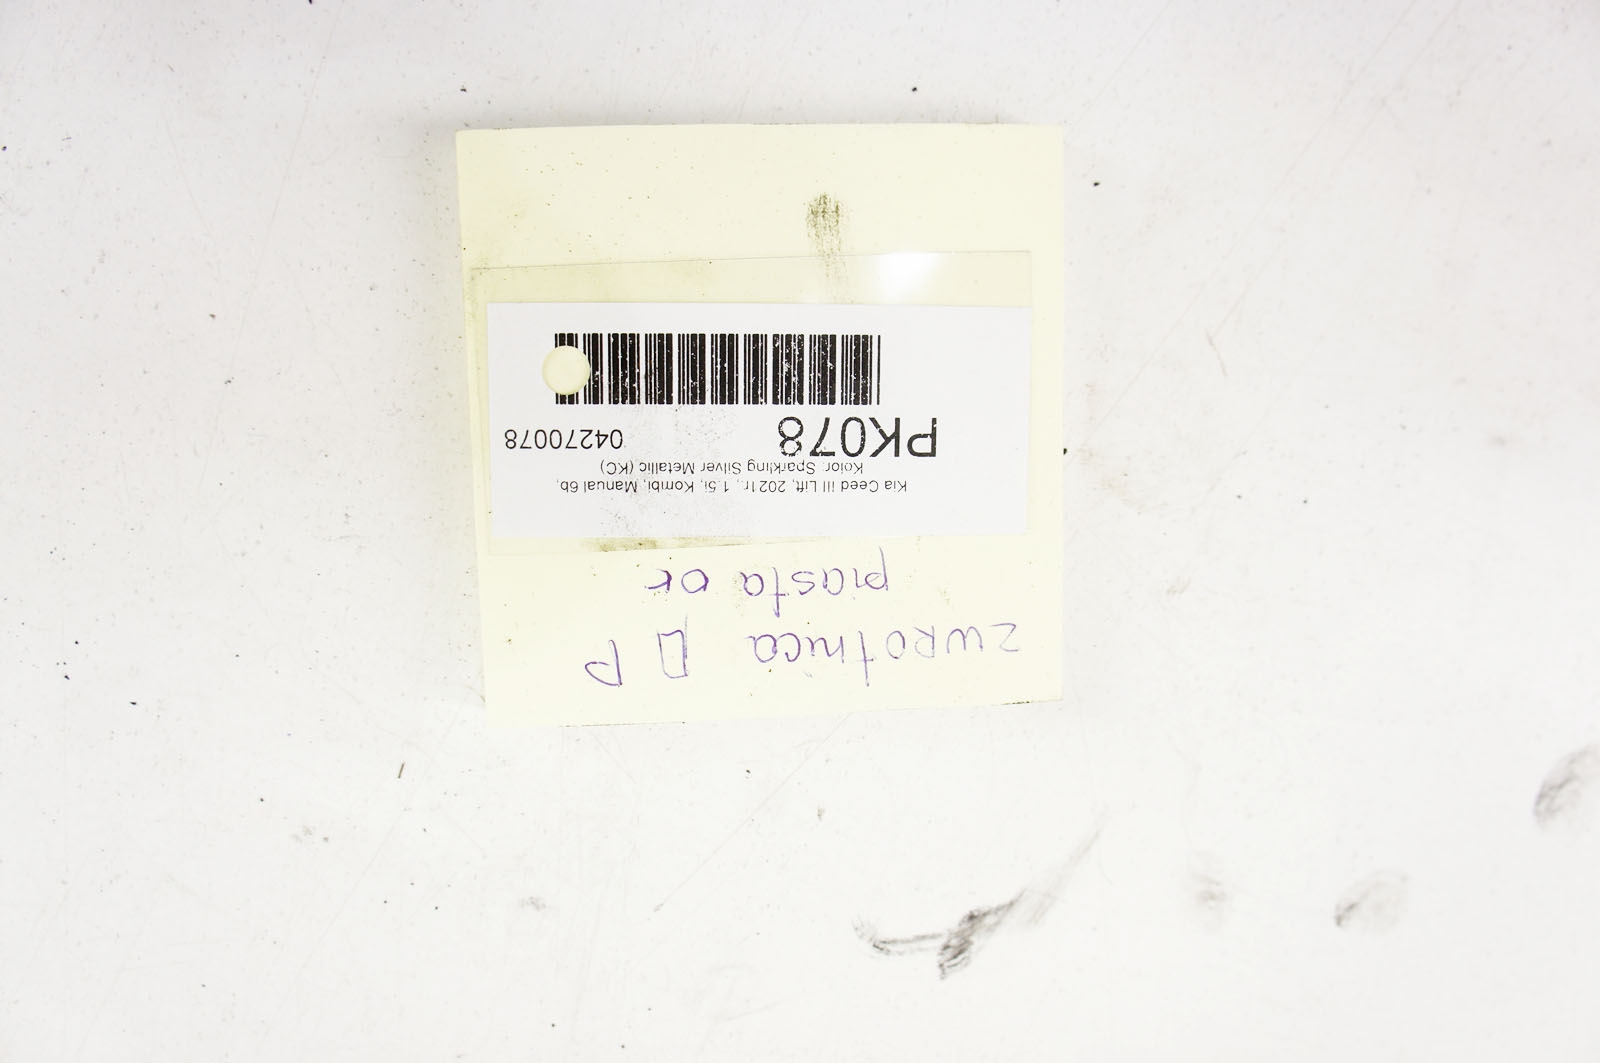 zwrotnica P
piasta or
Kia Ceed III Lift, 2021r., 1.5i, Kombi, Manual 6b,
Kolor: Sparkling Silver Metallic (KC)
PK078 04270078